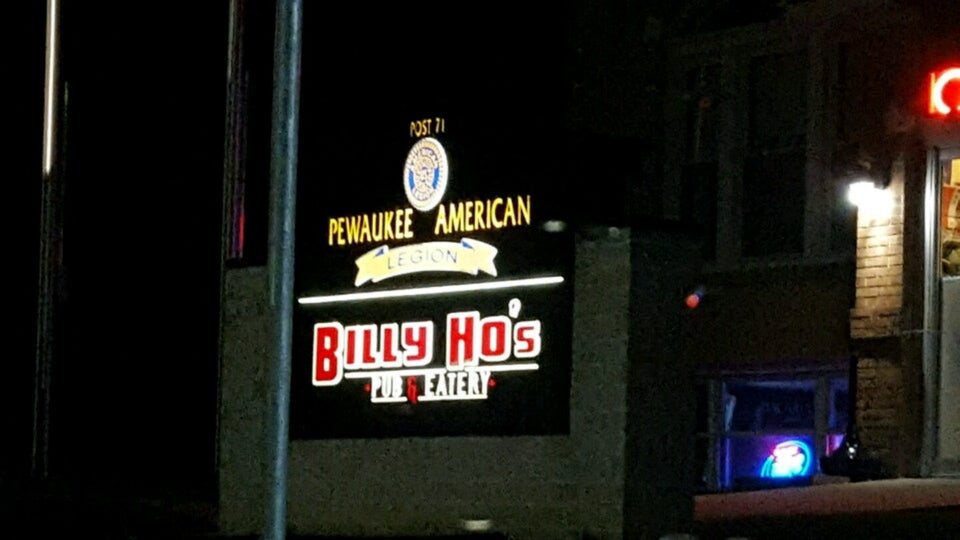 POST 71
PEWAUKEE AMERICAN
LEGION
BILLY HO'S
PUB & EATERY